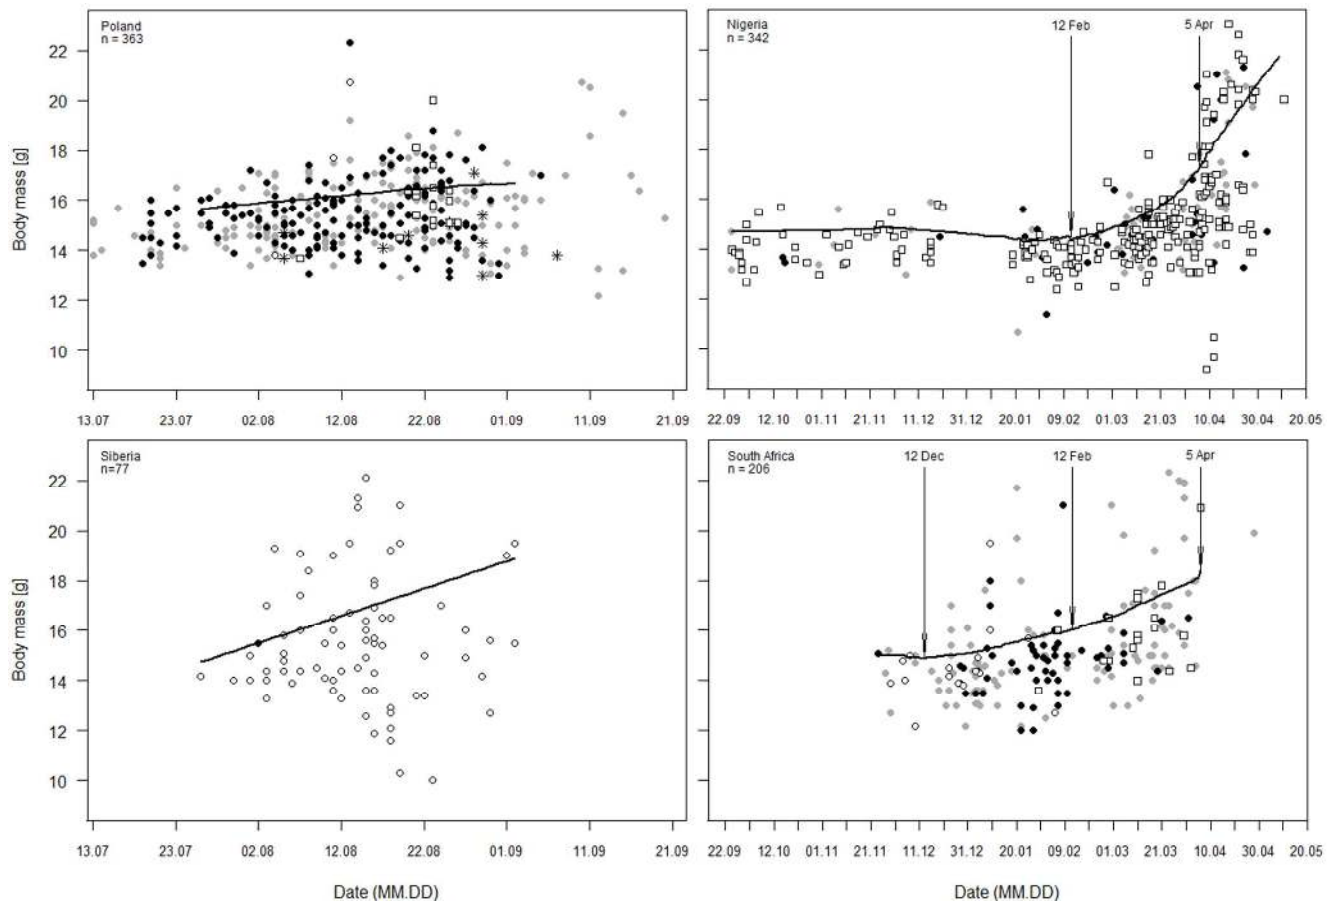 Poland
n = 363
Nigeria
n = 342
12 Feb
5 Apr
22
20
18
16
14
12
10
Body mass [g]
13.07 23.07 02.08 12.08 22.08 01.09 11.09 21.09
22.09 12.10 01.11 21.11 11.12 31.12 20.01 09.02 01.03 21.03 10.04 30.04 20.05
Siberia
n=77
South Africa
n = 206
12 Dec
12 Feb
5 Apr
22
20
18
16
14
12
10
Body mass [g]
13.07 23.07 02.08 12.08 22.08 01.09 11.09 21.09
22.09 12.10 01.11 21.11 11.12 31.12 20.01 09.02 01.03 21.03 10.04 30.04 20.05
Date (MM.DD)
Date (MM.DD)